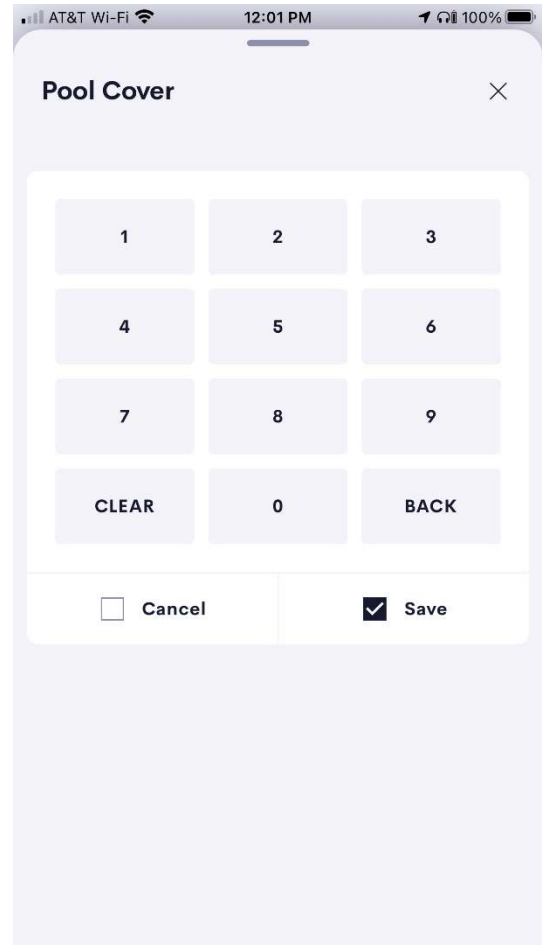 AT&T Wi-Fi 12:01 PM 100%
Pool Cover
1 2 3
4 5 6
7 8 9
CLEAR 0 BACK
Cancel Save